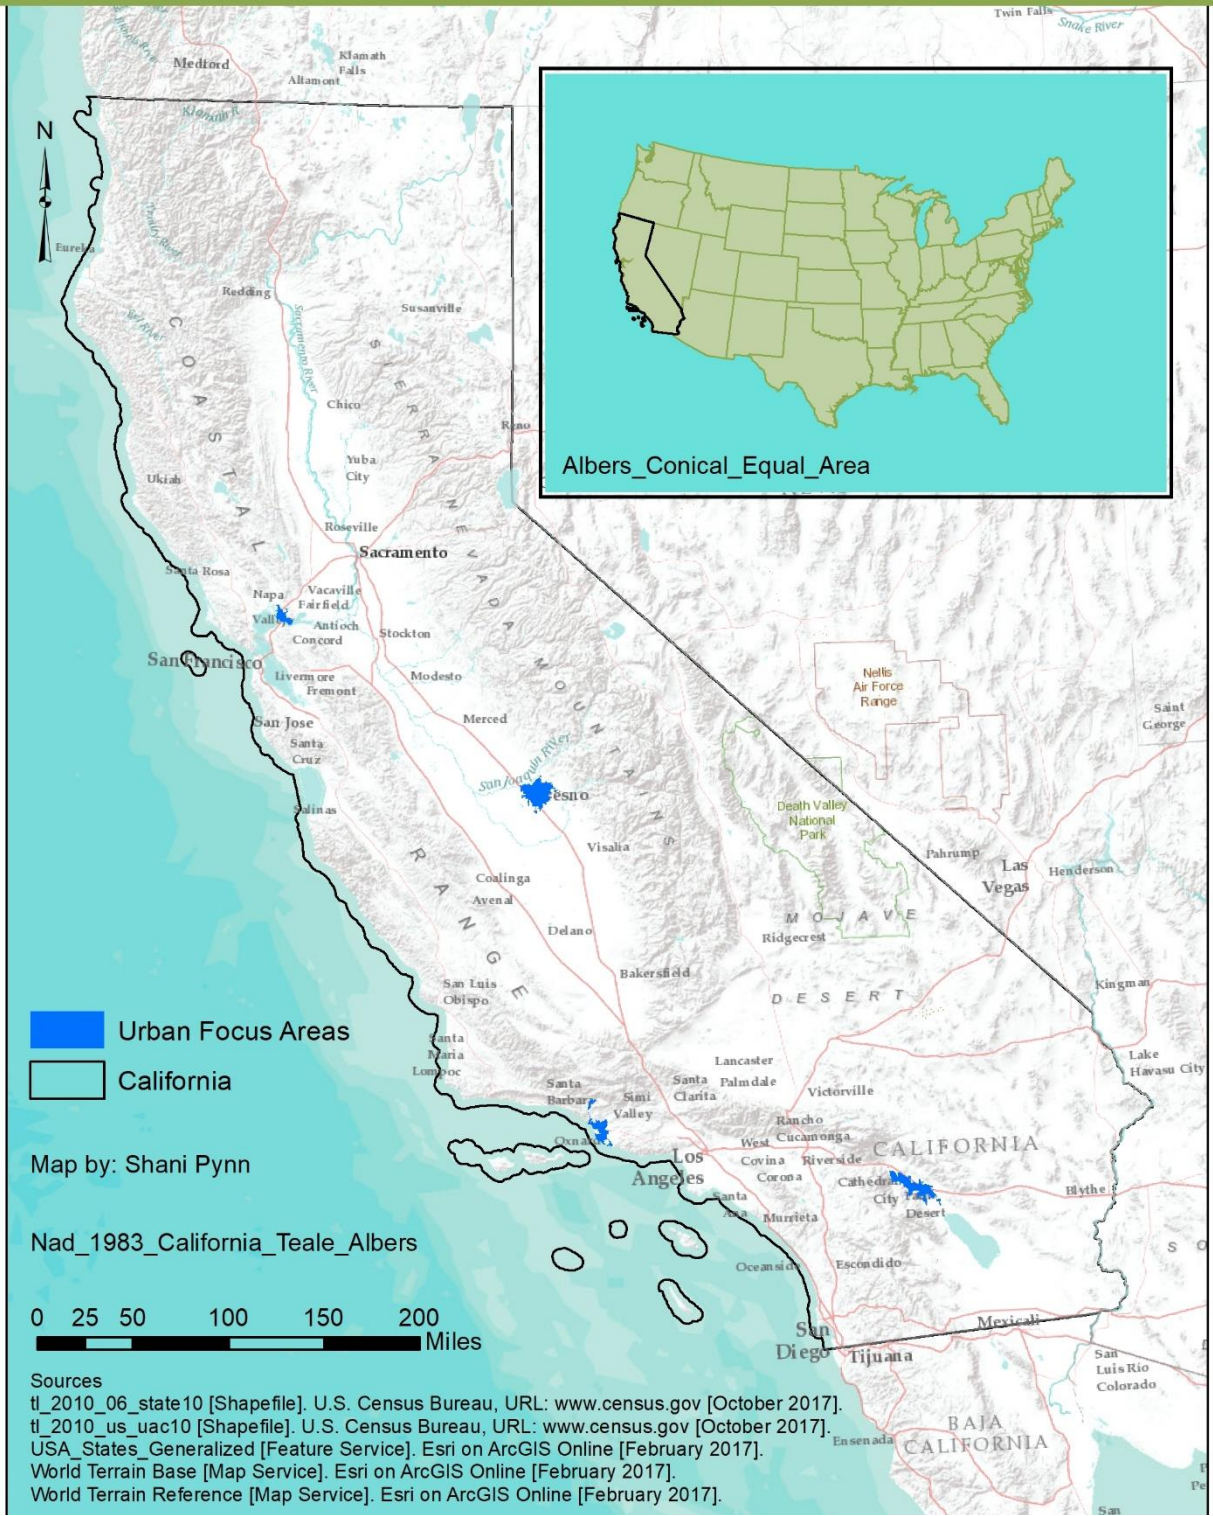 Twin Falls
Snake River
Medford
Klamath
Falls
Altamont
Klamath R
N
Trinity River
Eureka
Redding
Susanville
Sacramento River
Eel River
COASTAL
RANGE
SIERRA NEVADA MOUNTAINS
Chico
Reno
Yuba
City
Ukiah
Albers_Conical_Equal_Area
Roseville
Sacramento
Santa Rosa
Napa
Vacaville
Fairfield
Antioch
Concord
Stockton
San Francisco
Livermore
Fremont
Modesto
Nellis
Air Force
Range
Saint
George
San Jose
Merced
Santa
Cruz
San Joaquin River
Salinas
Death Valley
National
Park
Visalia
Pahrump
Las
Vegas
Henderson
Coalinga
Avenal
MOJAVE
Delano
Ridgecrest
Bakersfield
San Luis
Obispo
DESERT
Kingman
Urban Focus Areas
California
Santa
Maria
Lompoc
Lancaster
Palmdale
Lake
Havasu City
Santa
Barbara
Simi
Valley
Santa
Clarita
Victorville
Rancho
Cucamonga
Oxnard
West
Covina
Riverside
CALIFORNIA
Map by: Shani Pynn
Los
Angeles
Corona
Cathedral
City
Desert
Blythe
Santa
Ana
Murrieta
Nad_1983_California_Teale_Albers
Oceanside
Escondido
S O
0 25 50 100 150 200
Miles
San
Diego
Tijuana
Mexicali
San
Luis Rio
Colorado
Sources
tl_2010_06_state10 [Shapefile]. U.S. Census Bureau, URL: www.census.gov [October 2017].
tl_2010_us_uac10 [Shapefile]. U.S. Census Bureau, URL: www.census.gov [October 2017].
USA_States_Generalized [Feature Service]. Esri on ArcGIS Online [February 2017].
World Terrain Base [Map Service]. Esri on ArcGIS Online [February 2017].
World Terrain Reference [Map Service]. Esri on ArcGIS Online [February 2017].
BAJA
CALIFORNIA
Ensenada
San